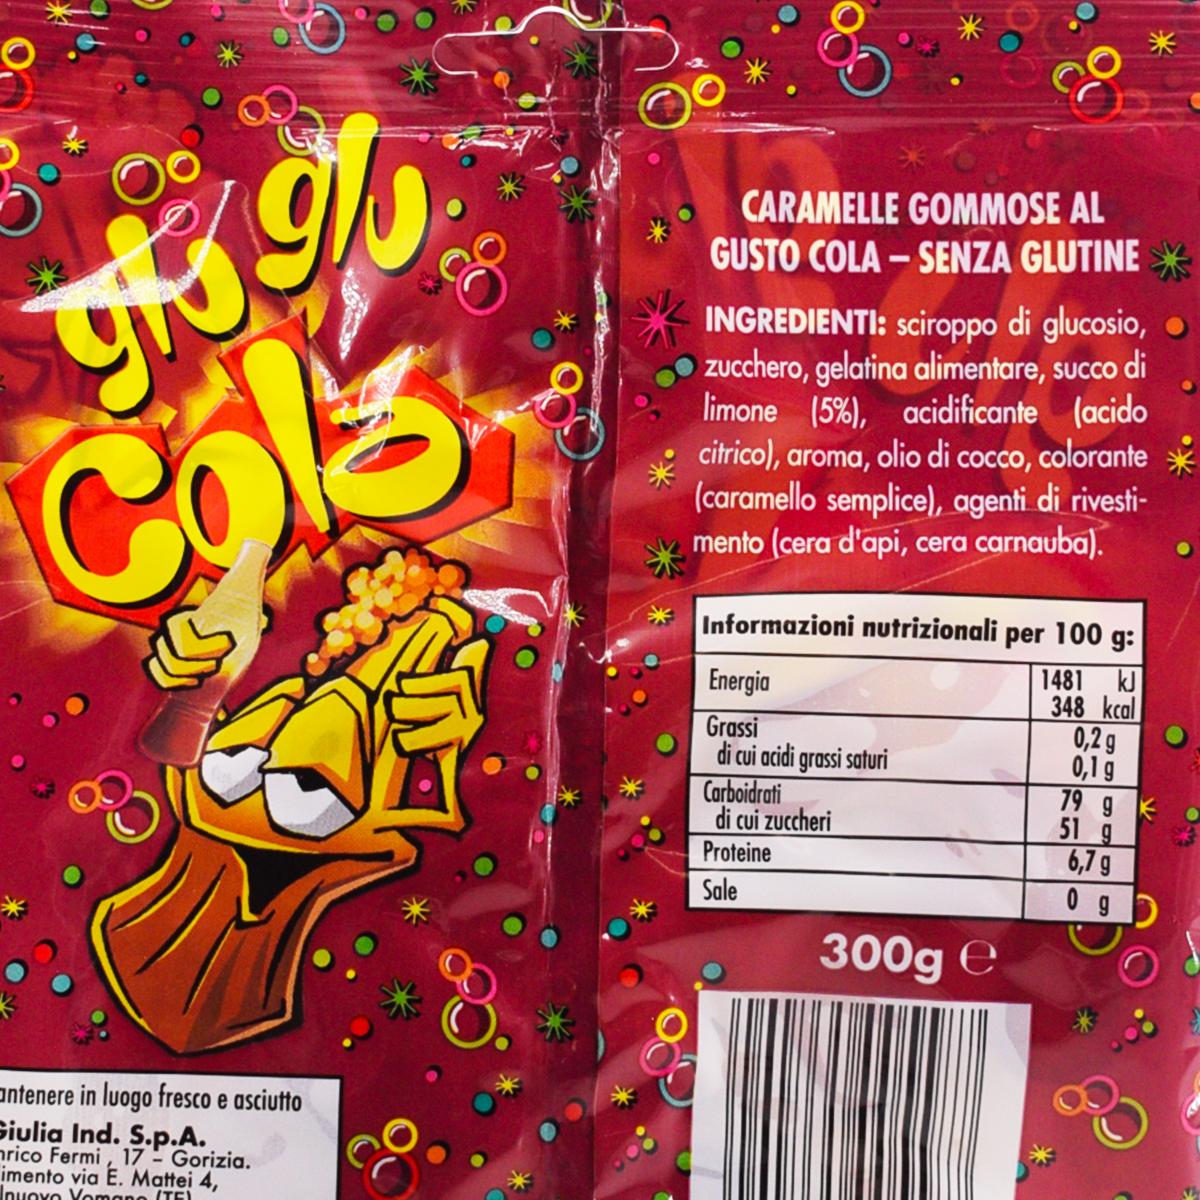 glu glu
Cola
antenere in luogo fresco e asciutto
Giulia Ind. S.p.A.
nrico Fermi, 17 - Gorizia.
imento via E. Mattei 4,
lnuovo Vomano (TE)
CARAMELLE GOMMOSE AL
GUSTO COLA – SENZA GLUTINE
INGREDIENTI: sciroppo di glucosio,
zucchero, gelatina alimentare, succo di
limone (5%), acidificante (acido
citrico), aroma, olio di cocco, colorante
(caramello semplice), agenti di rivesti-
mento (cera d'api, cera carnauba).
Informazioni nutrizionali per 100 g:
Energia 1481 kJ
348 kcal
Grassi 0,2 g
di cui acidi grassi saturi 0,1 g
Carboidrati 79 g
di cui zuccheri 51 g
Proteine 6,7 g
Sale 0 g
300g ℮